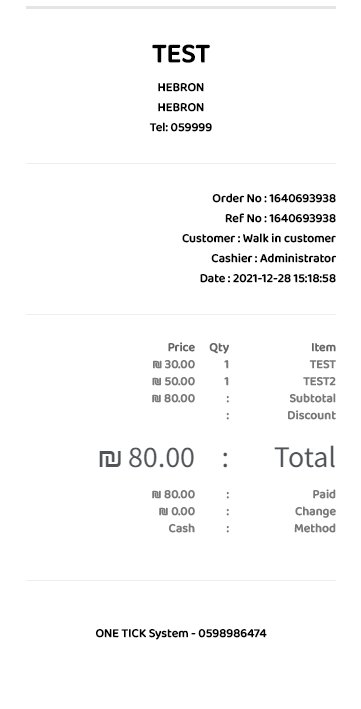 TEST
HEBRON
HEBRON
Tel: 059999
Order No : 1640693938
Ref No : 1640693938
Customer : Walk in customer
Cashier : Administrator
Date : 2021-12-28 15:18:58
Price Qty Item
₪ 30.00 1 TEST
₪ 50.00 1 TEST2
₪ 80.00 : Subtotal
: Discount
₪ 80.00 : Total
₪ 80.00 : Paid
₪ 0.00 : Change
Cash : Method
ONE TICK System - 0598986474